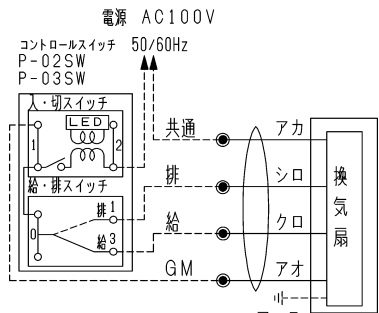 電源 AC100V
50/60Hz
コントロールスイッチ
P-02SW
P-03SW
入・切スイッチ
LED
1
2
給・排スイッチ
排1
0
給3
共通
排
給
GM
アカ
シロ
クロ
アオ
換気扇